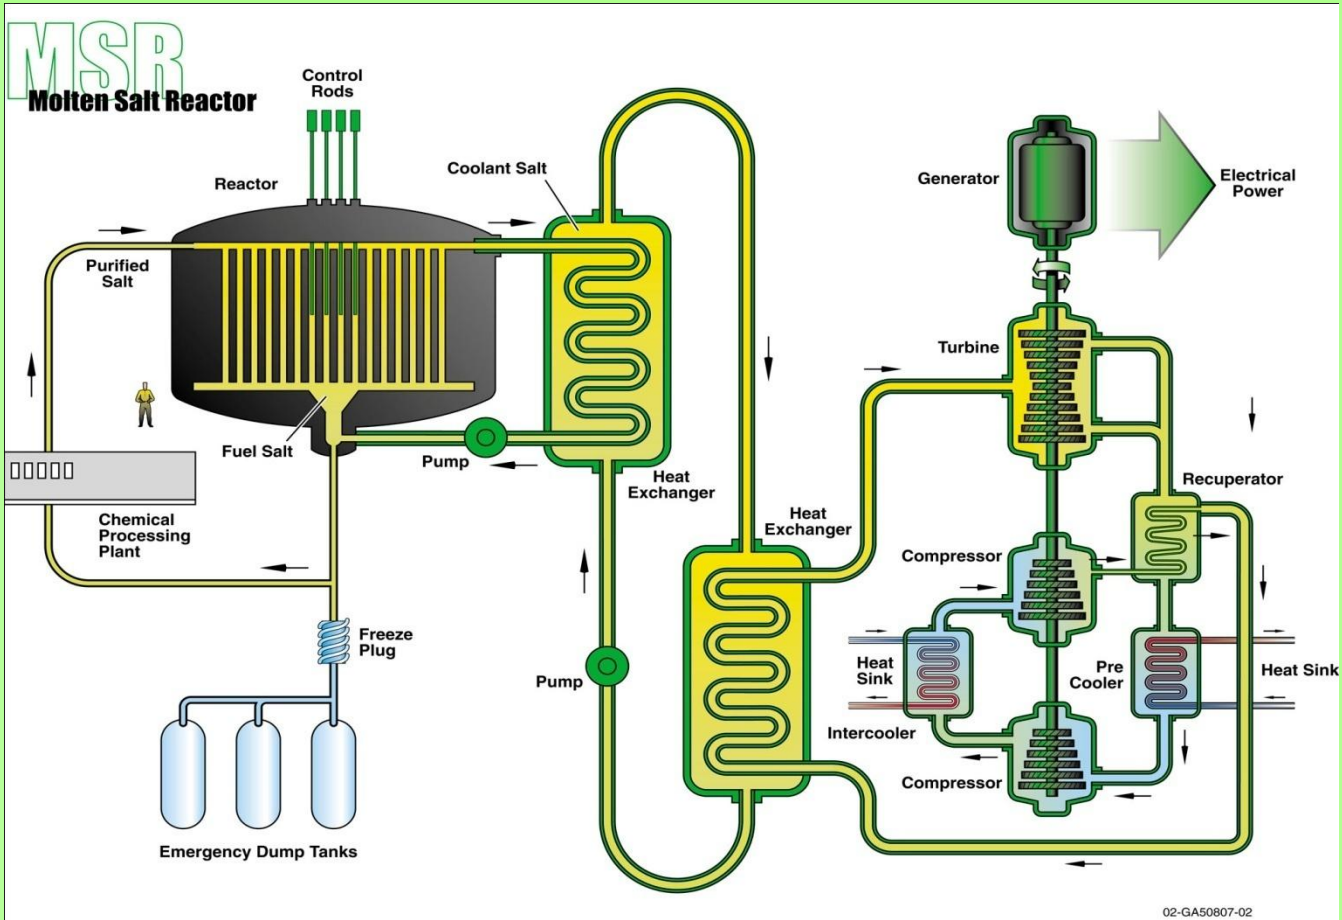 MSR
Molten Salt Reactor
Control
Rods
Reactor
Coolant Salt
Generator
Electrical
Power
Purified
Salt
Turbine
Fuel Salt
Pump
Heat
Exchanger
Recuperator
Chemical
Processing
Plant
Heat
Exchanger
Compressor
Freeze
Plug
Pump
Heat
Sink
Pre
Cooler
Heat Sink
Intercooler
Compressor
Emergency Dump Tanks
02-GA50807-02